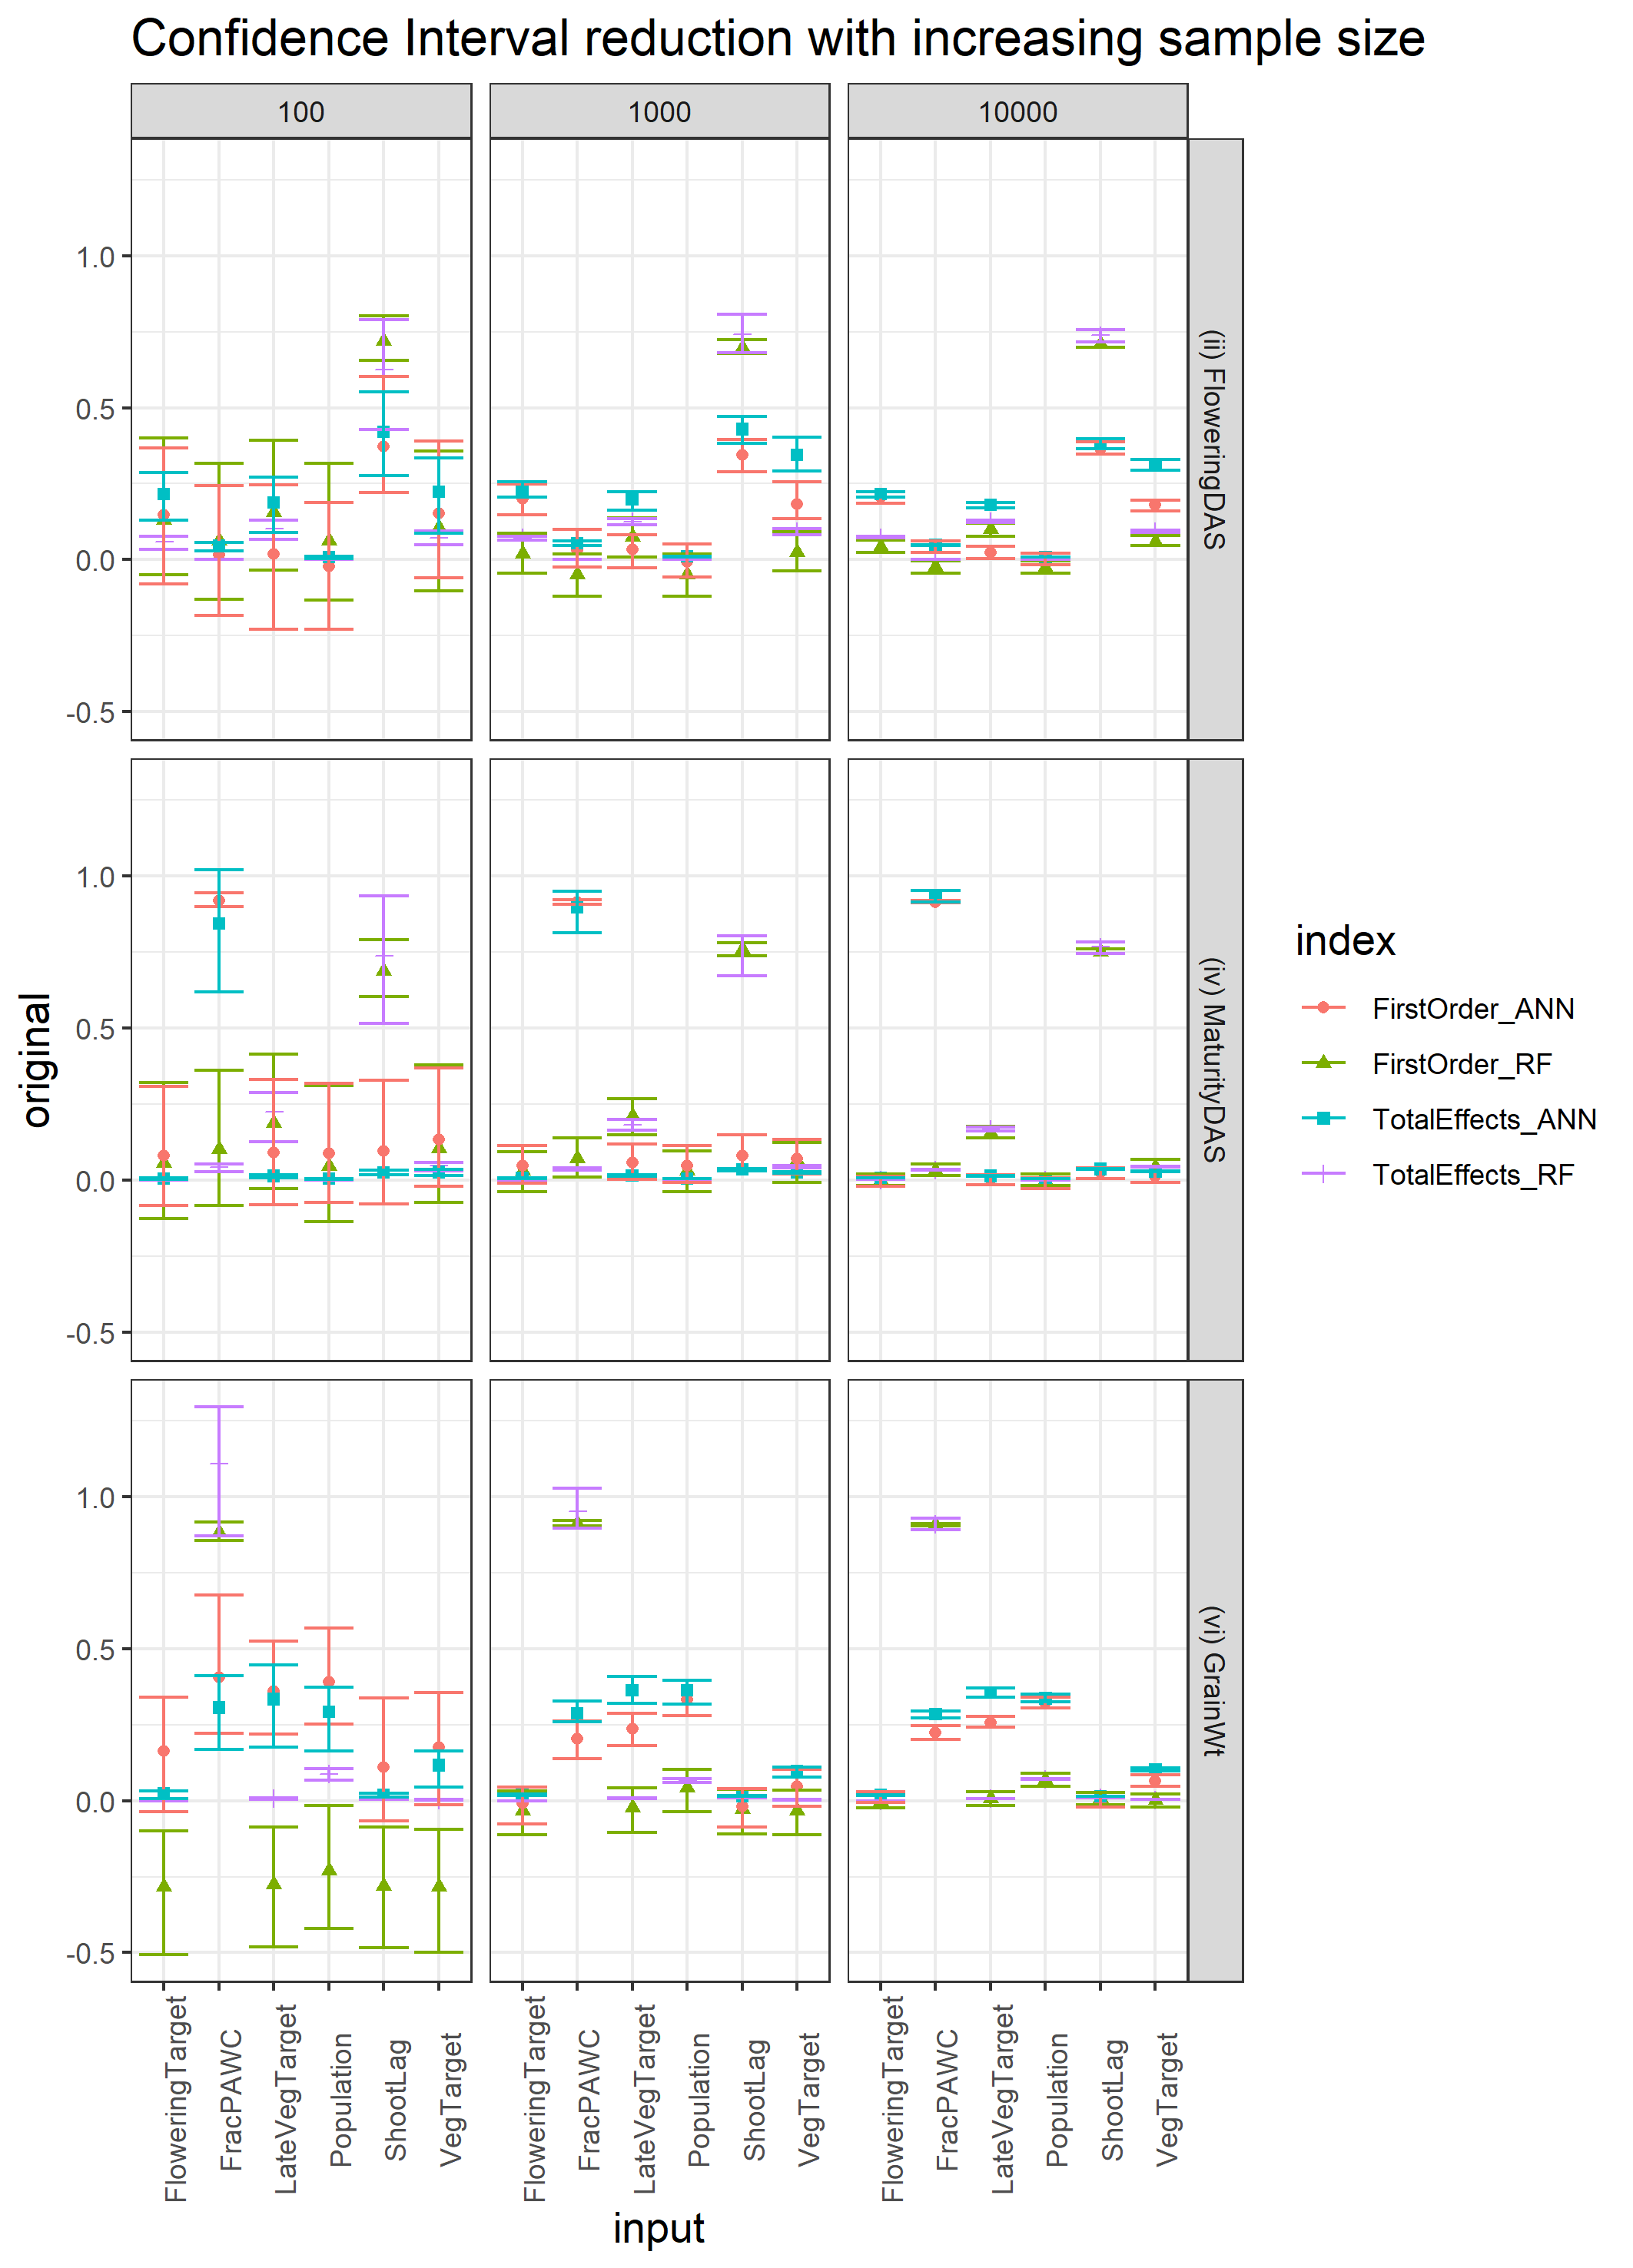 Confidence Interval reduction with increasing sample size
100
1000
10000
1.0
0.5
0.0
-0.5
(ii) FloweringDAS
1.0
0.5
0.0
-0.5
(iv) MaturityDAS
1.0
0.5
0.0
-0.5
(vi) GrainWt
original
FloweringTarget
FracPAWC
LateVegTarget
Population
ShootLag
VegTarget
FloweringTarget
FracPAWC
LateVegTarget
Population
ShootLag
VegTarget
FloweringTarget
FracPAWC
LateVegTarget
Population
ShootLag
VegTarget
input
index
FirstOrder_ANN
FirstOrder_RF
TotalEffects_ANN
TotalEffects_RF